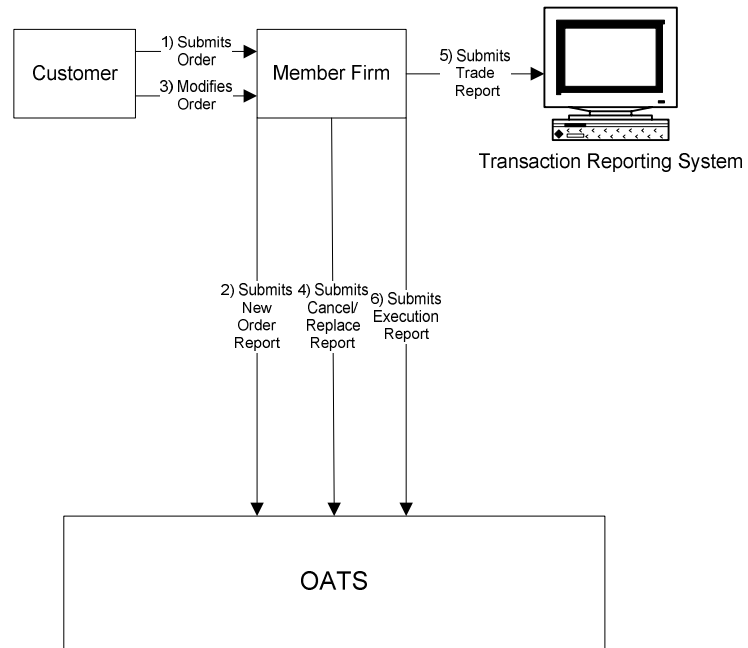 Customer
1) Submits
Order
3) Modifies
Order
Member Firm
5) Submits
Trade
Report
Transaction Reporting System
2) Submits
New
Order
Report
4) Submits
Cancel/
Replace
Report
6) Submits
Execution
Report
OATS